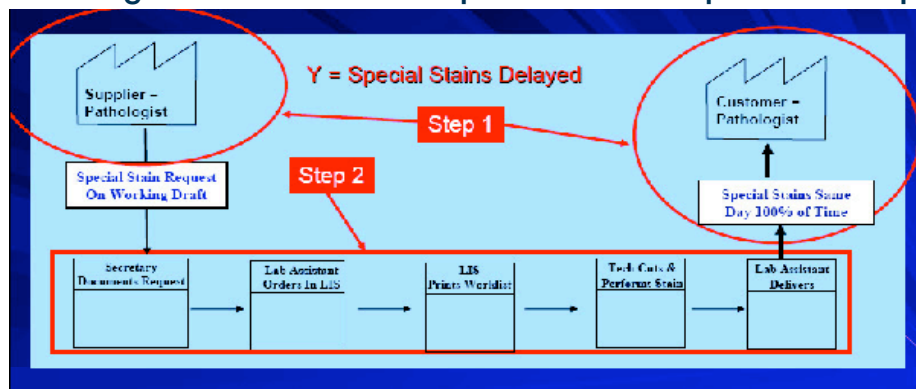 Y = Special Stains Delayed
Supplier –
Pathologist
Customer –
Pathologist
Step 1
Special Stain Request
On Working Draft
Step 2
Special Stains Same
Day 100% of Time
Secretary
Documents Request
Lab Assistant
Orders In LIS
LIS
Prints Worklist
Tech Cuts &
Performs Stain
Lab Assistant
Delivers